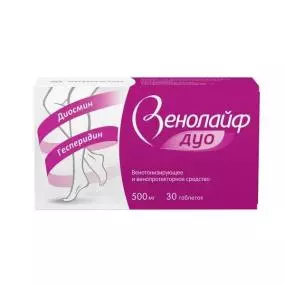 Диосмин
Гесперидин
Венолайф
дуо
Венотонизирующее
и венопротекторное средство
500 мг 30 таблеток